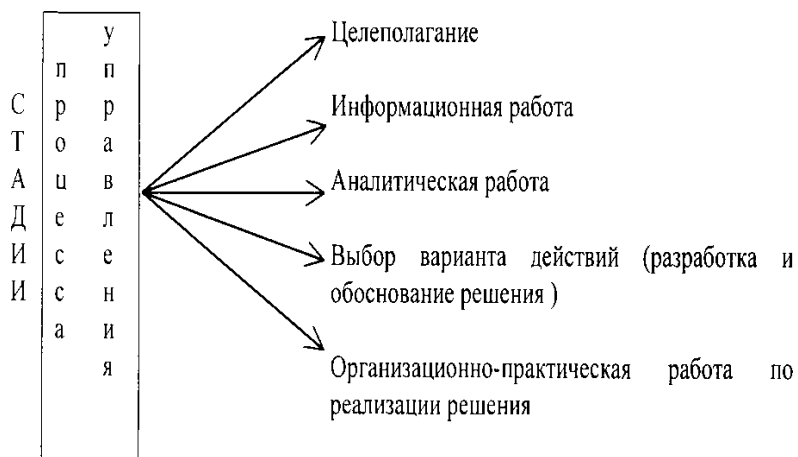 СТАДИИ
процесса
управления
Целеполагание
Информационная работа
Аналитическая работа
Выбор варианта действий (разработка и
обоснование решения )
Организационно-практическая работа по
реализации решения